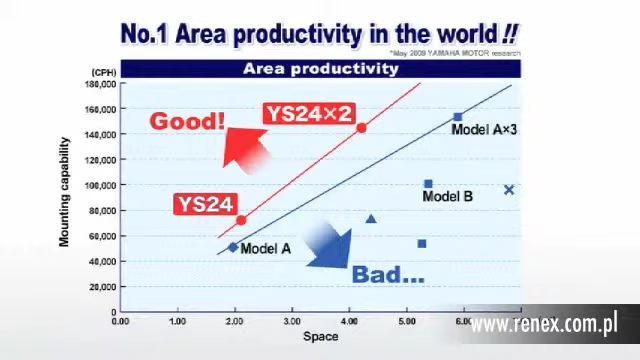 No.1 Area productivity in the world!!
*May 2009 YAMAHA MOTOR research
(CPH)
Area productivity
180,000
160,000
140,000
120,000
100,000
80,000
60,000
40,000
20,000
0
Mounting capability
Good!
YS24×2
YS24
Model A×3
Model B
Model A
Bad...
0.00 1.00 2.00 3.00 4.00 5.00 6.00
Space
www.renex.com.pl